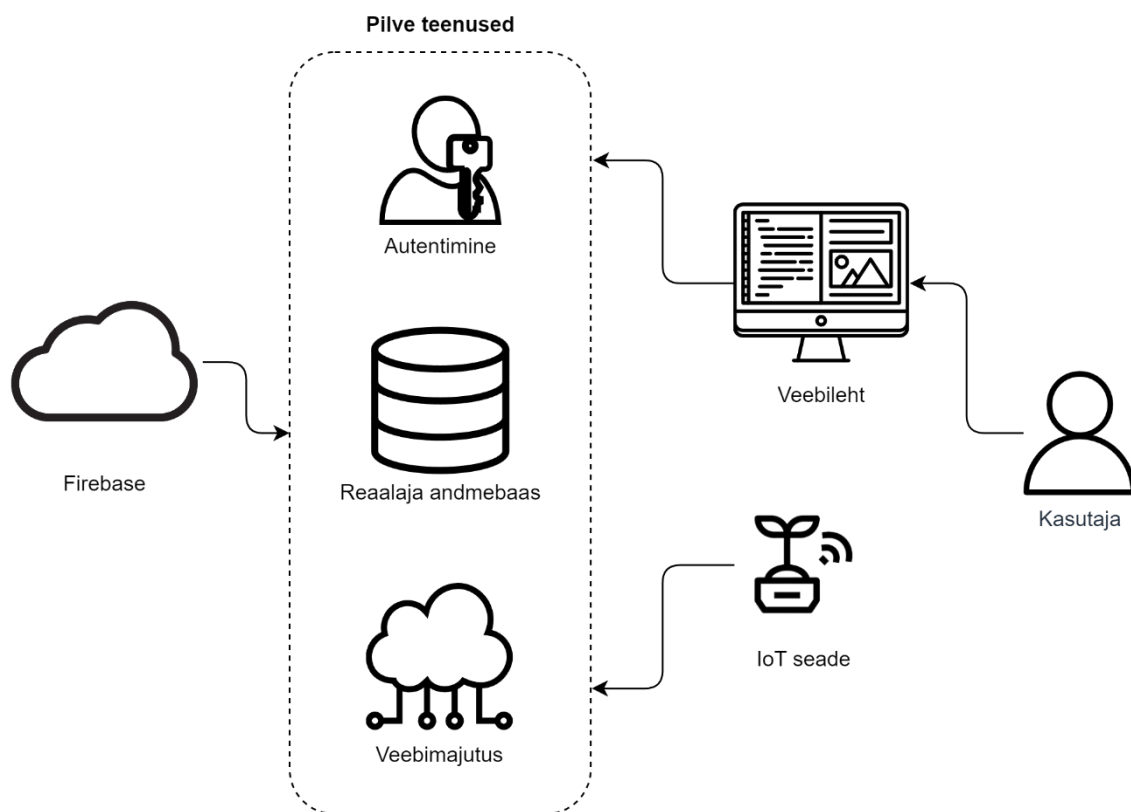 Pilve teenused
Autentimine
Firebase
Reaalaja andmebaas
Veebimajutus
Veebileht
IoT seade
Kasutaja